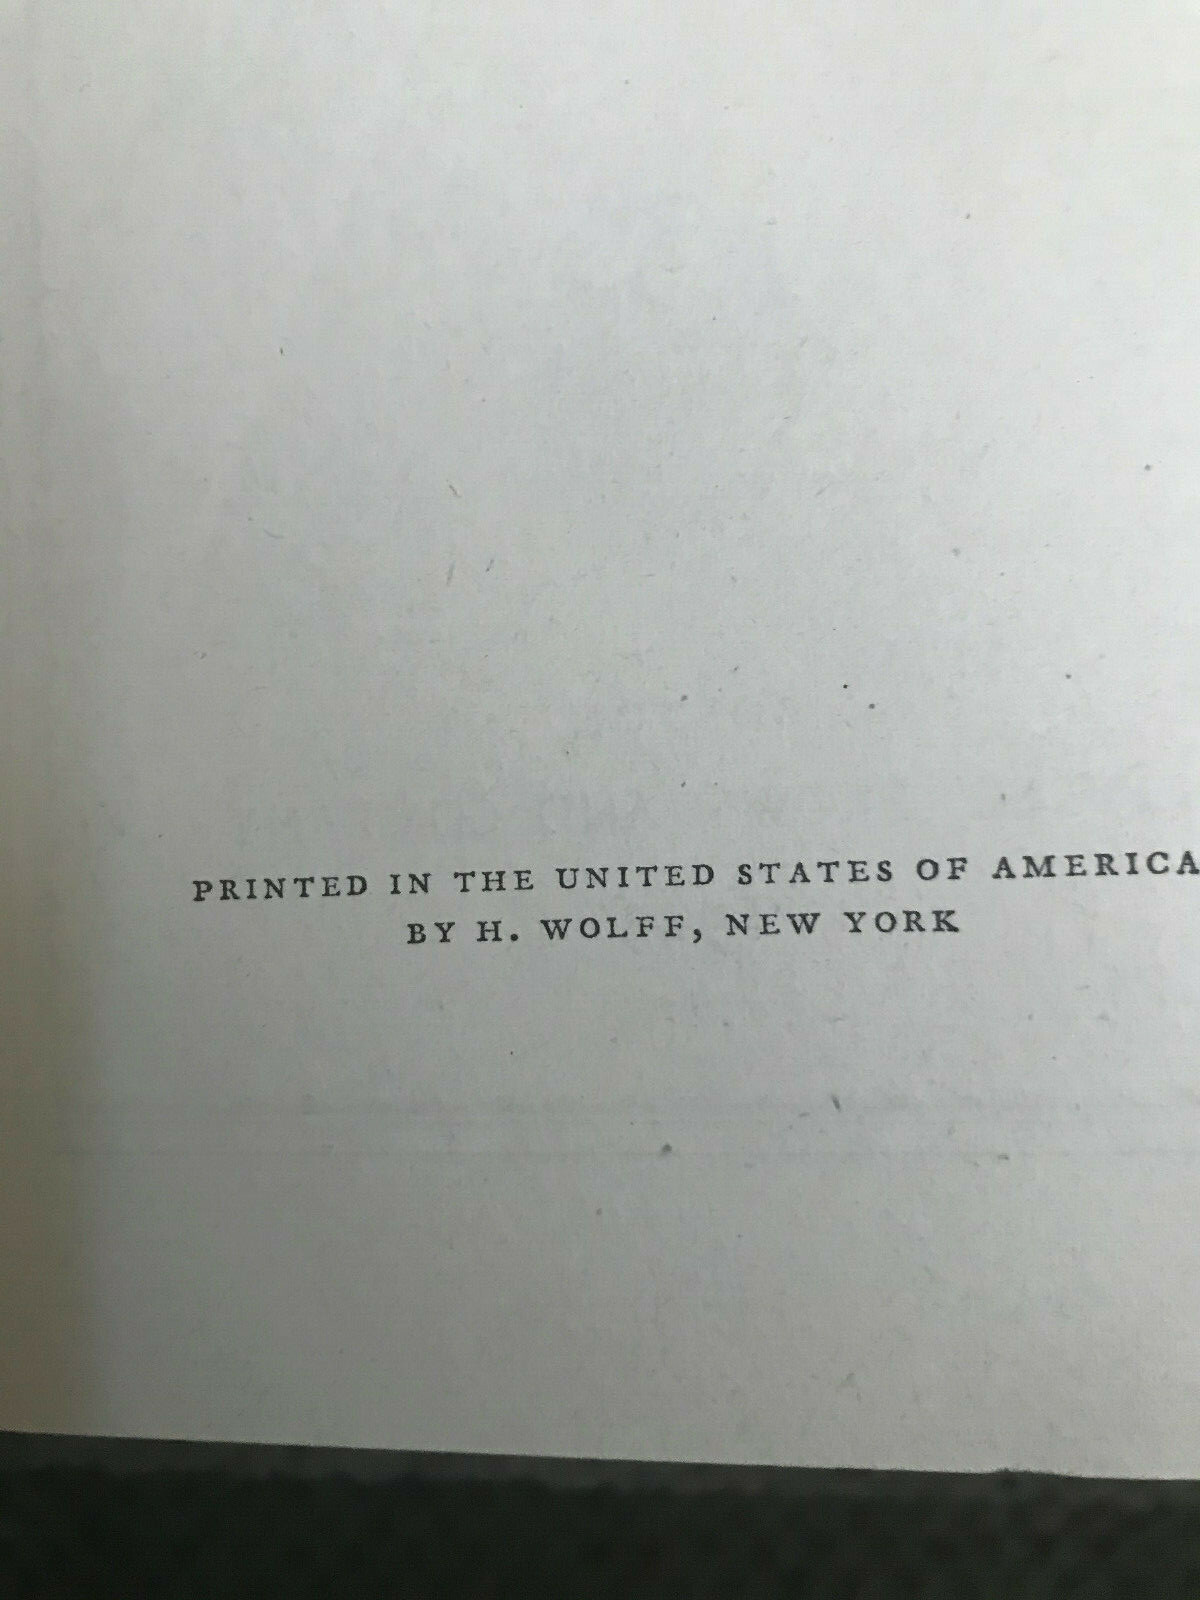 PRINTED IN THE UNITED STATES OF AMERICA
BY H. WOLFF, NEW YORK